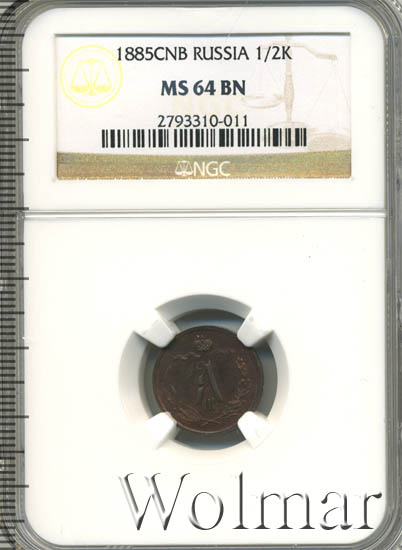 1885CNB RUSSIA 1/2K
MS 64 BN
2793310-011
NGC
Wolmar